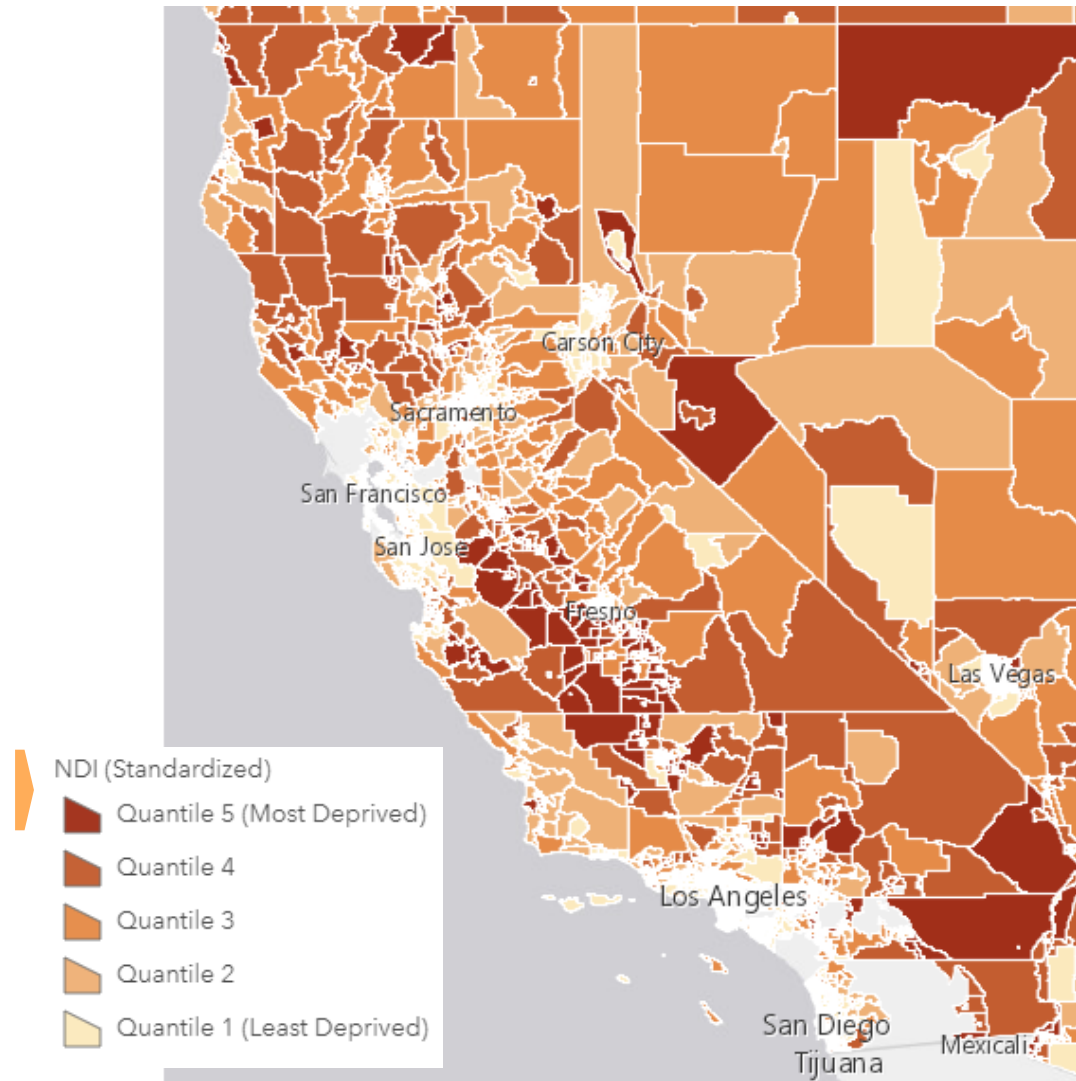 Carson City
Sacramento
San Francisco
San Jose
Fresno
Las Vegas
Los Angeles
San Diego
Tijuana
Mexicali
NDI (Standardized)
Quantile 5 (Most Deprived)
Quantile 4
Quantile 3
Quantile 2
Quantile 1 (Least Deprived)